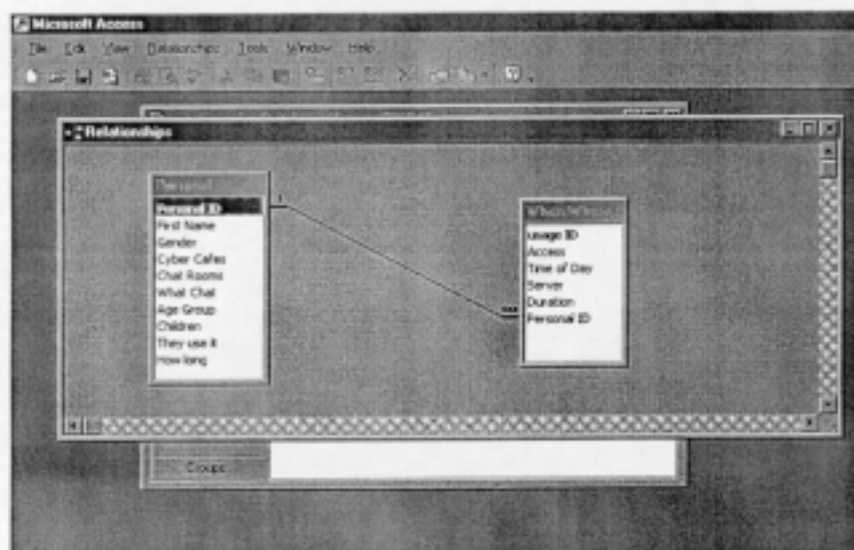 Microsoft Access
File Edit View Relationships Tools Window Help
Relationships
Personal
Personal ID
First Name
Gender
Cyber Cafes
Chat Rooms
What Chat
Age Group
Children
They use it
How long
1
usage ID
Access
Time of Day
Server
Duration
Personal ID
Groups